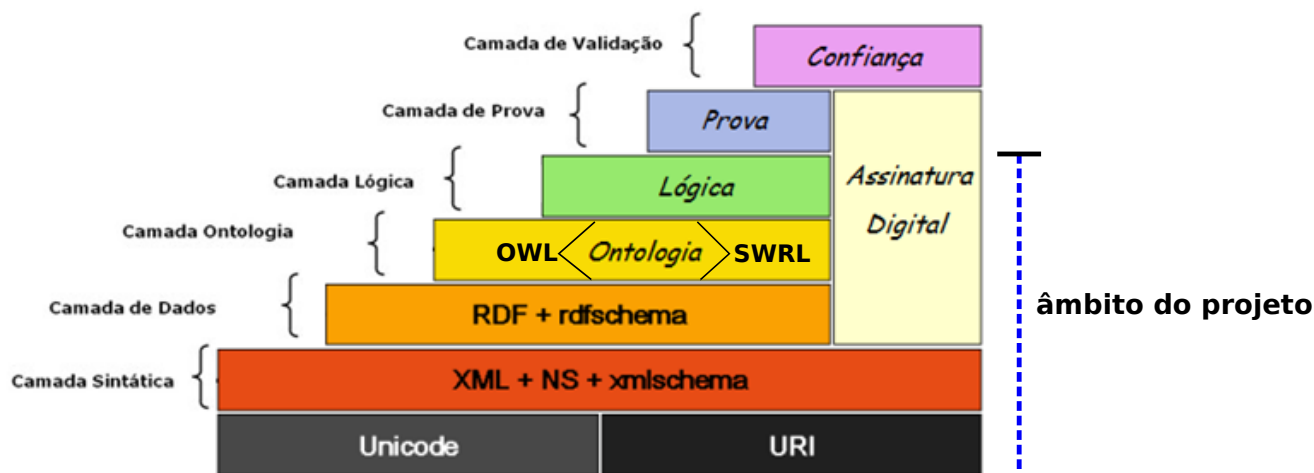 Camada de Validação
Confiança
Camada de Prova
Prova
Assinatura
Digital
Camada Lógica
Lógica
Camada Ontologia
OWL
Ontologia
SWRL
Camada de Dados
RDF + rdfschema
âmbito do projeto
Camada Sintática
XML + NS + xmlschema
Unicode
URI